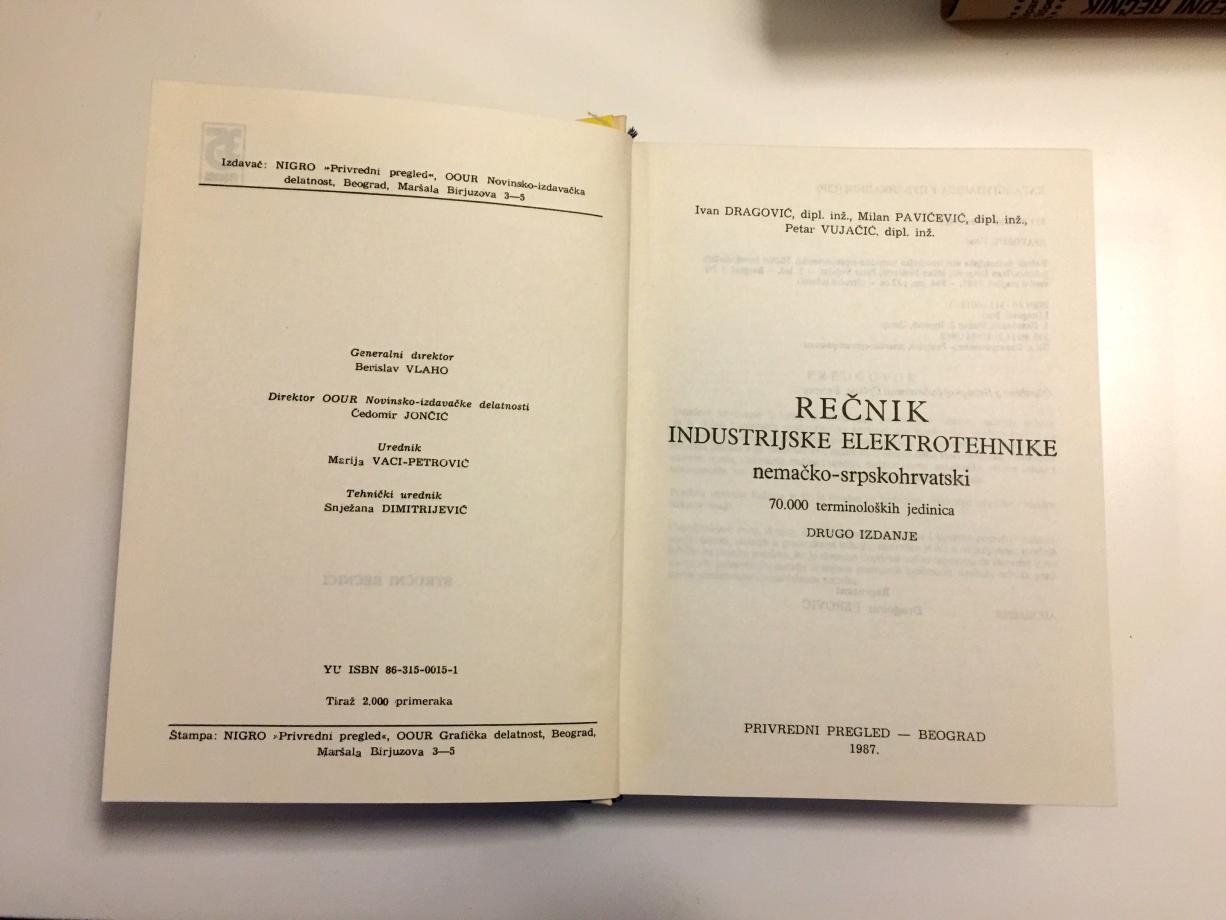 Izdavač: NIGRO »Privredni pregled«, OOUR Novinsko-izdavačka
delatnost, Beograd, Maršala Birjuzova 3—5
Generalni direktor
Berislav VLAHO
Direktor OOUR Novinsko-izdavačke delatnosti
Čedomir JONČIĆ
Urednik
Marija VACI-PETROVIĆ
Tehnički urednik
Snježana DIMITRIJEVIĆ
YU ISBN 86-315-0015-1
Tiraž 2.000 primeraka
Štampa: NIGRO »Privredni pregled«, OOUR Grafička delatnost, Beograd,
Maršala Birjuzova 3—5
Ivan DRAGOVIĆ, dipl. inž., Milan PAVIĆEVIĆ, dipl. inž.,
Petar VUJAČIĆ, dipl. inž.
REČNIK
INDUSTRIJSKE ELEKTROTEHNIKE
nemačko-srpskohrvatski
70.000 terminoloških jedinica
DRUGO IZDANJE
PRIVREDNI PREGLED — BEOGRAD
1987.
REČNIK